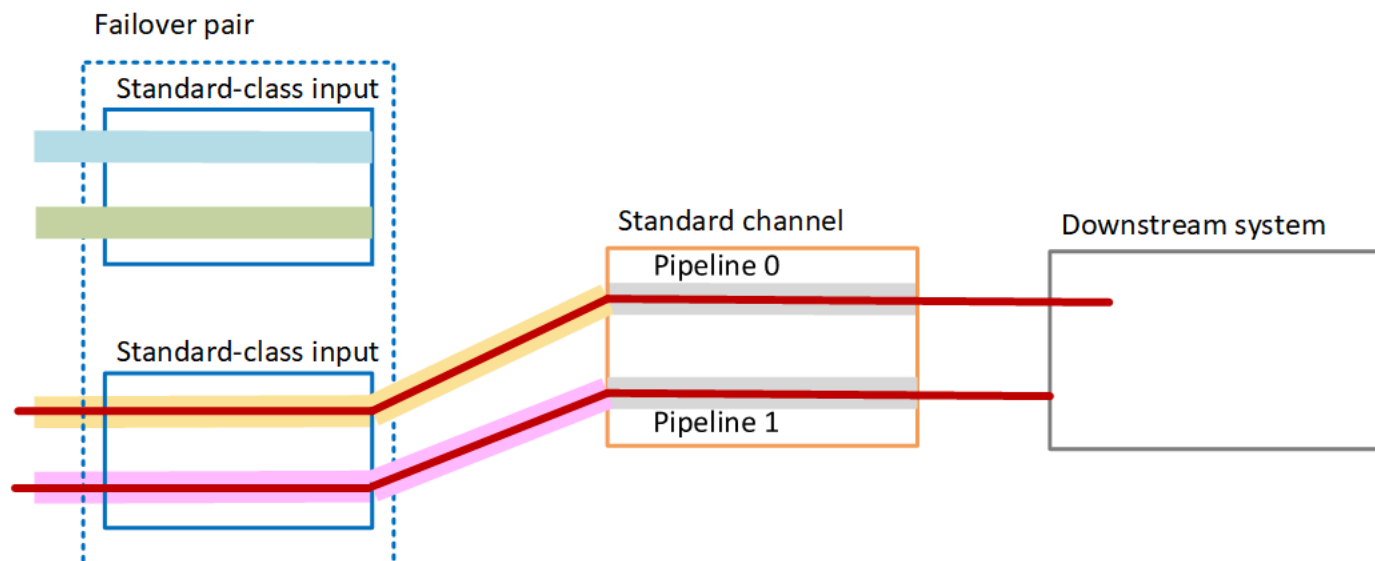 Failover pair
Standard-class input
Standard channel
Downstream system
Pipeline 0
Standard-class input
Pipeline 1